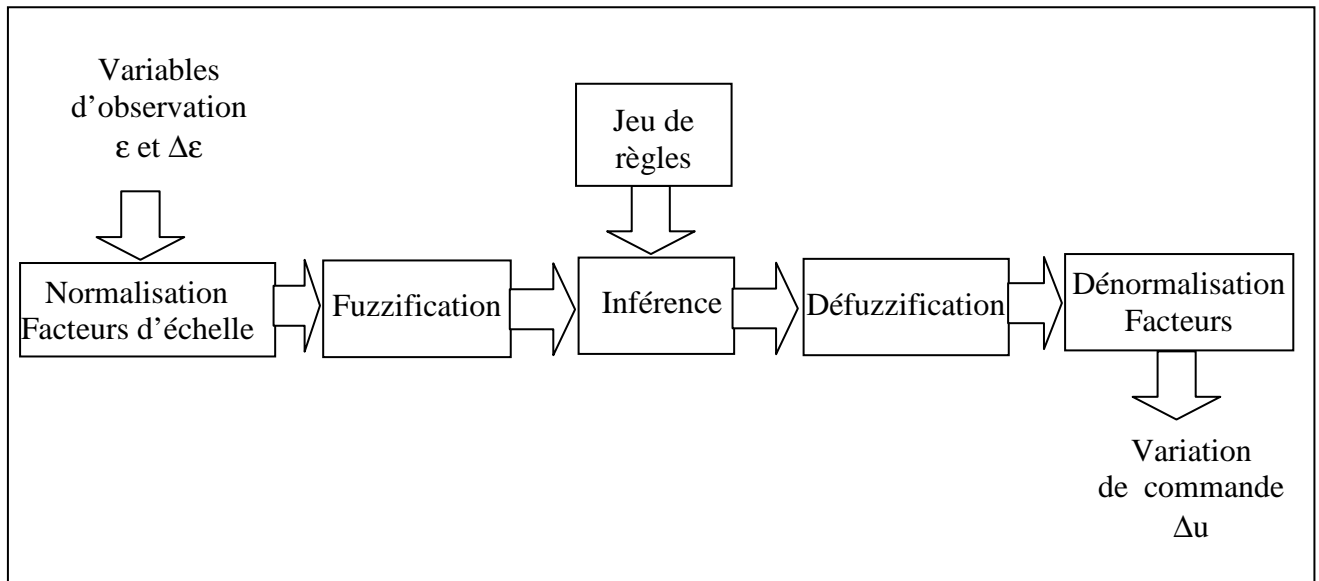 Variables
d’observation
ε et Δε
Jeu de
règles
Normalisation
Facteurs d’échelle
Fuzzification
Inférence
Défuzzification
Dénormalisation
Facteurs
Variation
de commande
Δu